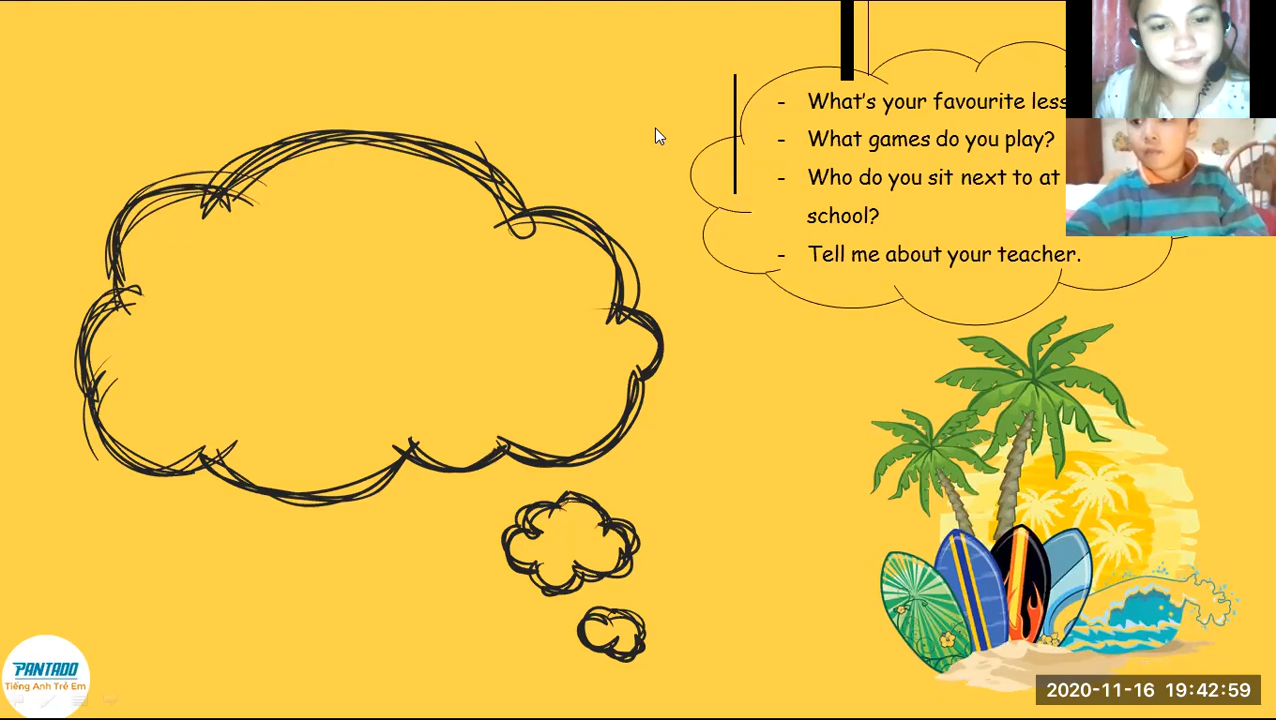 - What's your favourite less
- What games do you play?
- Who do you sit next to at
school?
- Tell me about your teacher.
PANTADO
Tiếng Anh Trẻ Em
2020-11-16 19:42:59